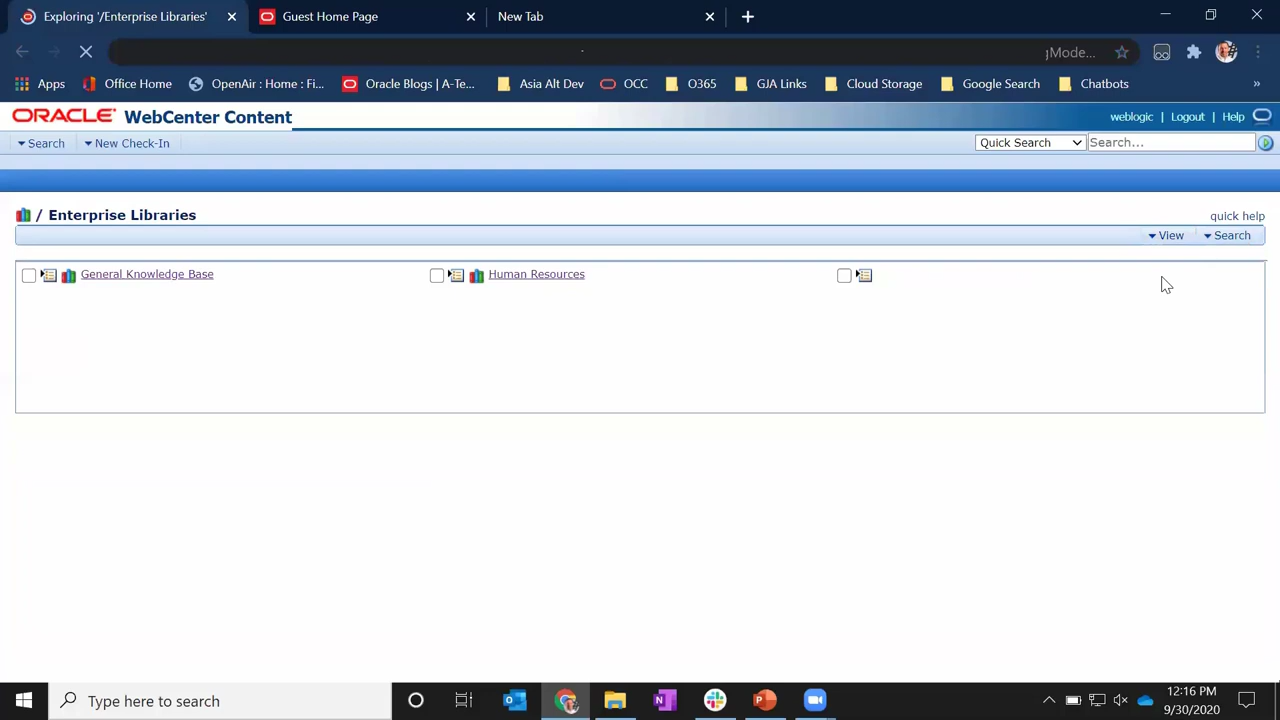 Exploring '/Enterprise Libraries'
Guest Home Page
New Tab
ȷMode...
Apps
Office Home
OpenAir : Home : Fi...
Oracle Blogs | A-Te...
Asia Alt Dev
OCC
O365
GJA Links
Cloud Storage
Google Search
Chatbots
»
ORACLE WebCenter Content
weblogic | Logout | Help
Search
New Check-In
Quick Search
Search...
/ Enterprise Libraries
quick help
View
Search
General Knowledge Base
Human Resources
Type here to search
12:16 PM
9/30/2020